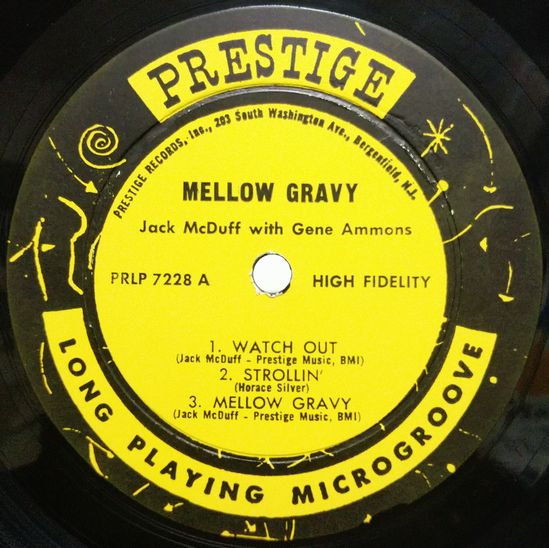 PRESTIGE
PRESTIGE RECORDS, Inc., 203 South Washington Ave., Bergenfield, N.J.
MELLOW GRAVY
Jack McDuff with Gene Ammons
PRLP 7228 A HIGH FIDELITY
1. WATCH OUT
(Jack McDuff - Prestige Music, BMI)
2. STROLLIN'
(Horace Silver)
3. MELLOW GRAVY
(Jack McDuff - Prestige Music, BMI)
LONG PLAYING MICROGROOVE